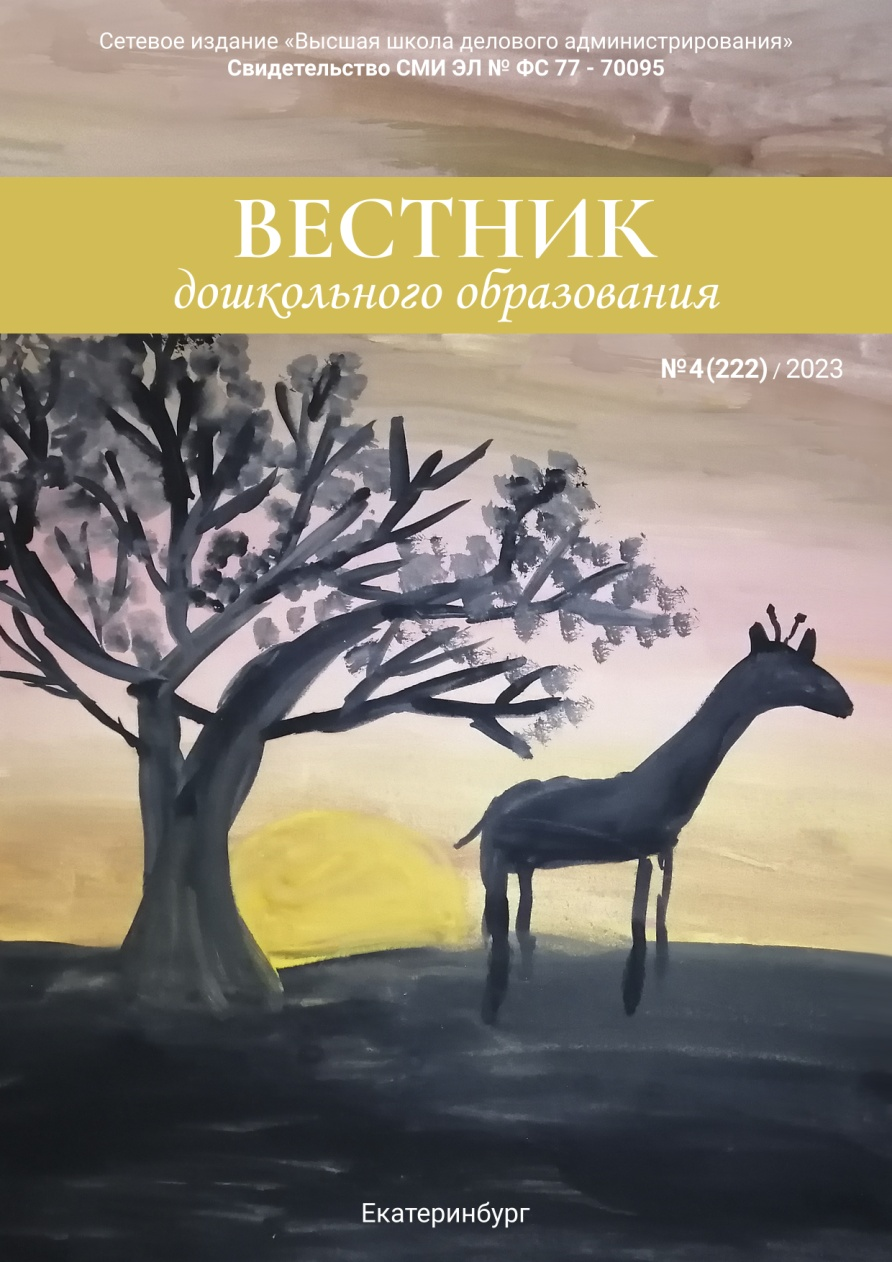 Сетевое издание «Высшая школа делового администрирования»
Свидетельство СМИ ЭЛ № ФС 77 - 70095
ВЕСТНИК
дошкольного образования
№4(222) / 2023
Екатеринбург